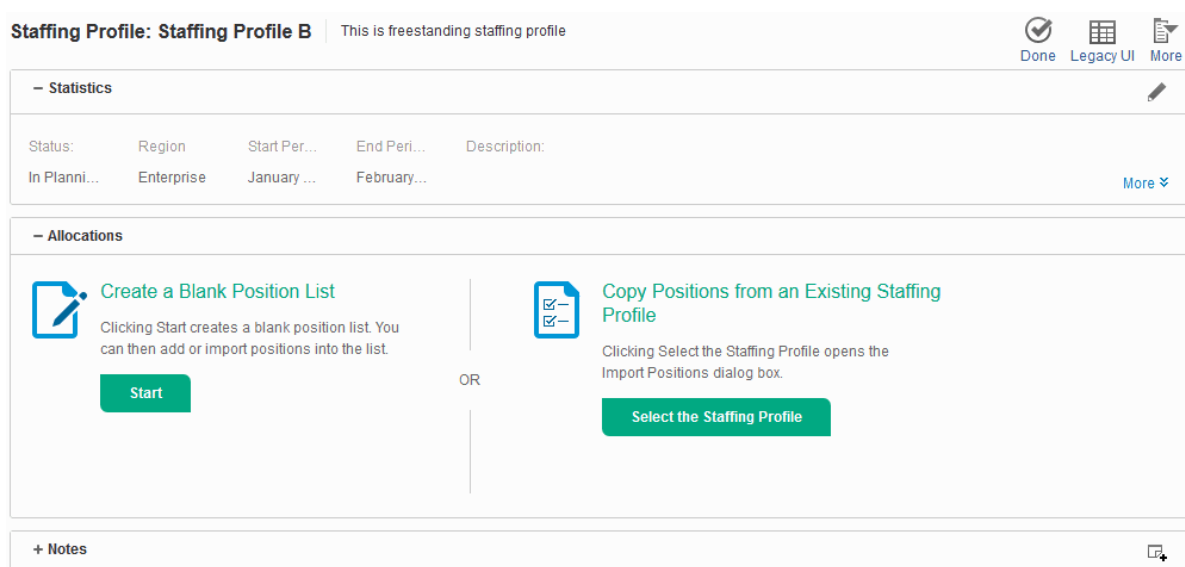 Staffing Profile: Staffing Profile B This is freestanding staffing profile
Done Legacy UI More
– Statistics
Status: Region Start Per... End Peri... Description:
In Planni... Enterprise January ... February...
More
– Allocations
Create a Blank Position List
Clicking Start creates a blank position list. You
can then add or import positions into the list.
Start
OR
Copy Positions from an Existing Staffing
Profile
Clicking Select the Staffing Profile opens the
Import Positions dialog box.
Select the Staffing Profile
+ Notes